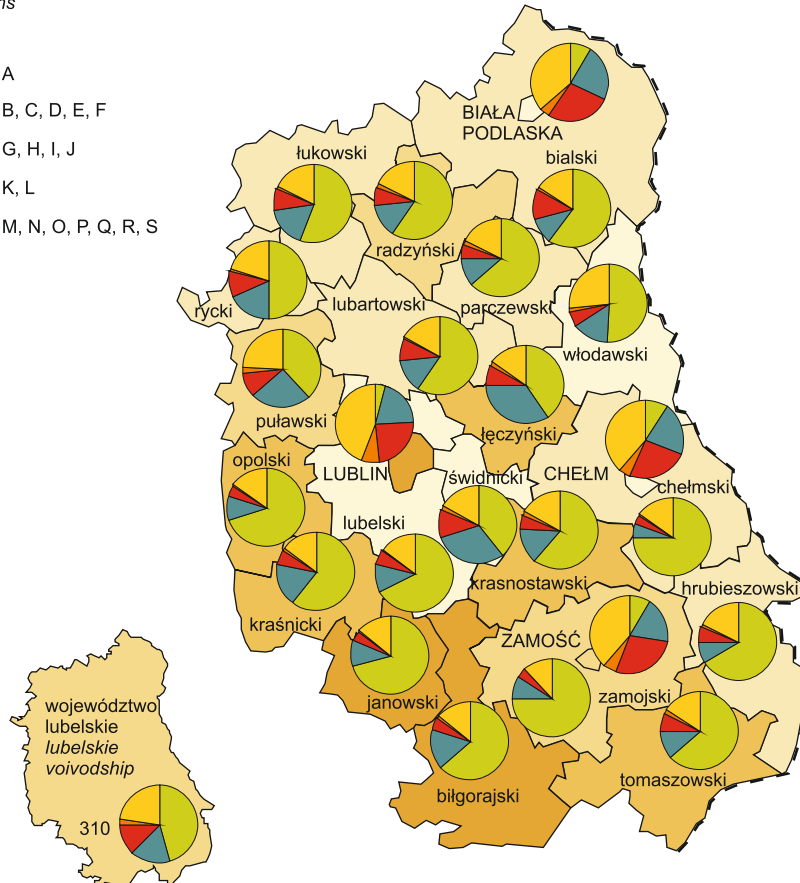 ns
A
B, C, D, E, F
G, H, I, J
K, L
M, N, O, P, Q, R, S
BIAŁA
PODLASKA
łukowski
bialski
radzyński
rycki
lubartowski
parczewski
włodawski
puławski
łęczyński
opolski
LUBLIN
świdnicki
CHEŁM
chełmski
lubelski
krasnostawski
hrubieszowski
kraśnicki
ZAMOŚĆ
janowski
zamojski
tomaszowski
biłgorajski
województwo
lubelskie
lubelskie
voivodship
310